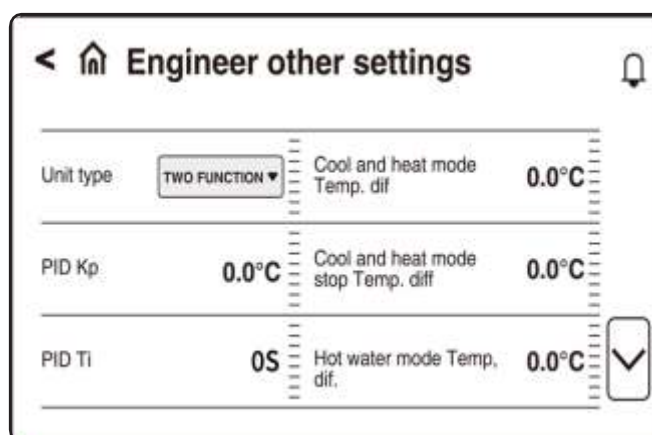 < Engineer other settings
Unit type
TWO FUNCTION ▼
Cool and heat mode
Temp. dif
0.0°C
PID Kp
0.0°C
Cool and heat mode
stop Temp. diff
0.0°C
PID Ti
0S
Hot water mode Temp,
dif.
0.0°C